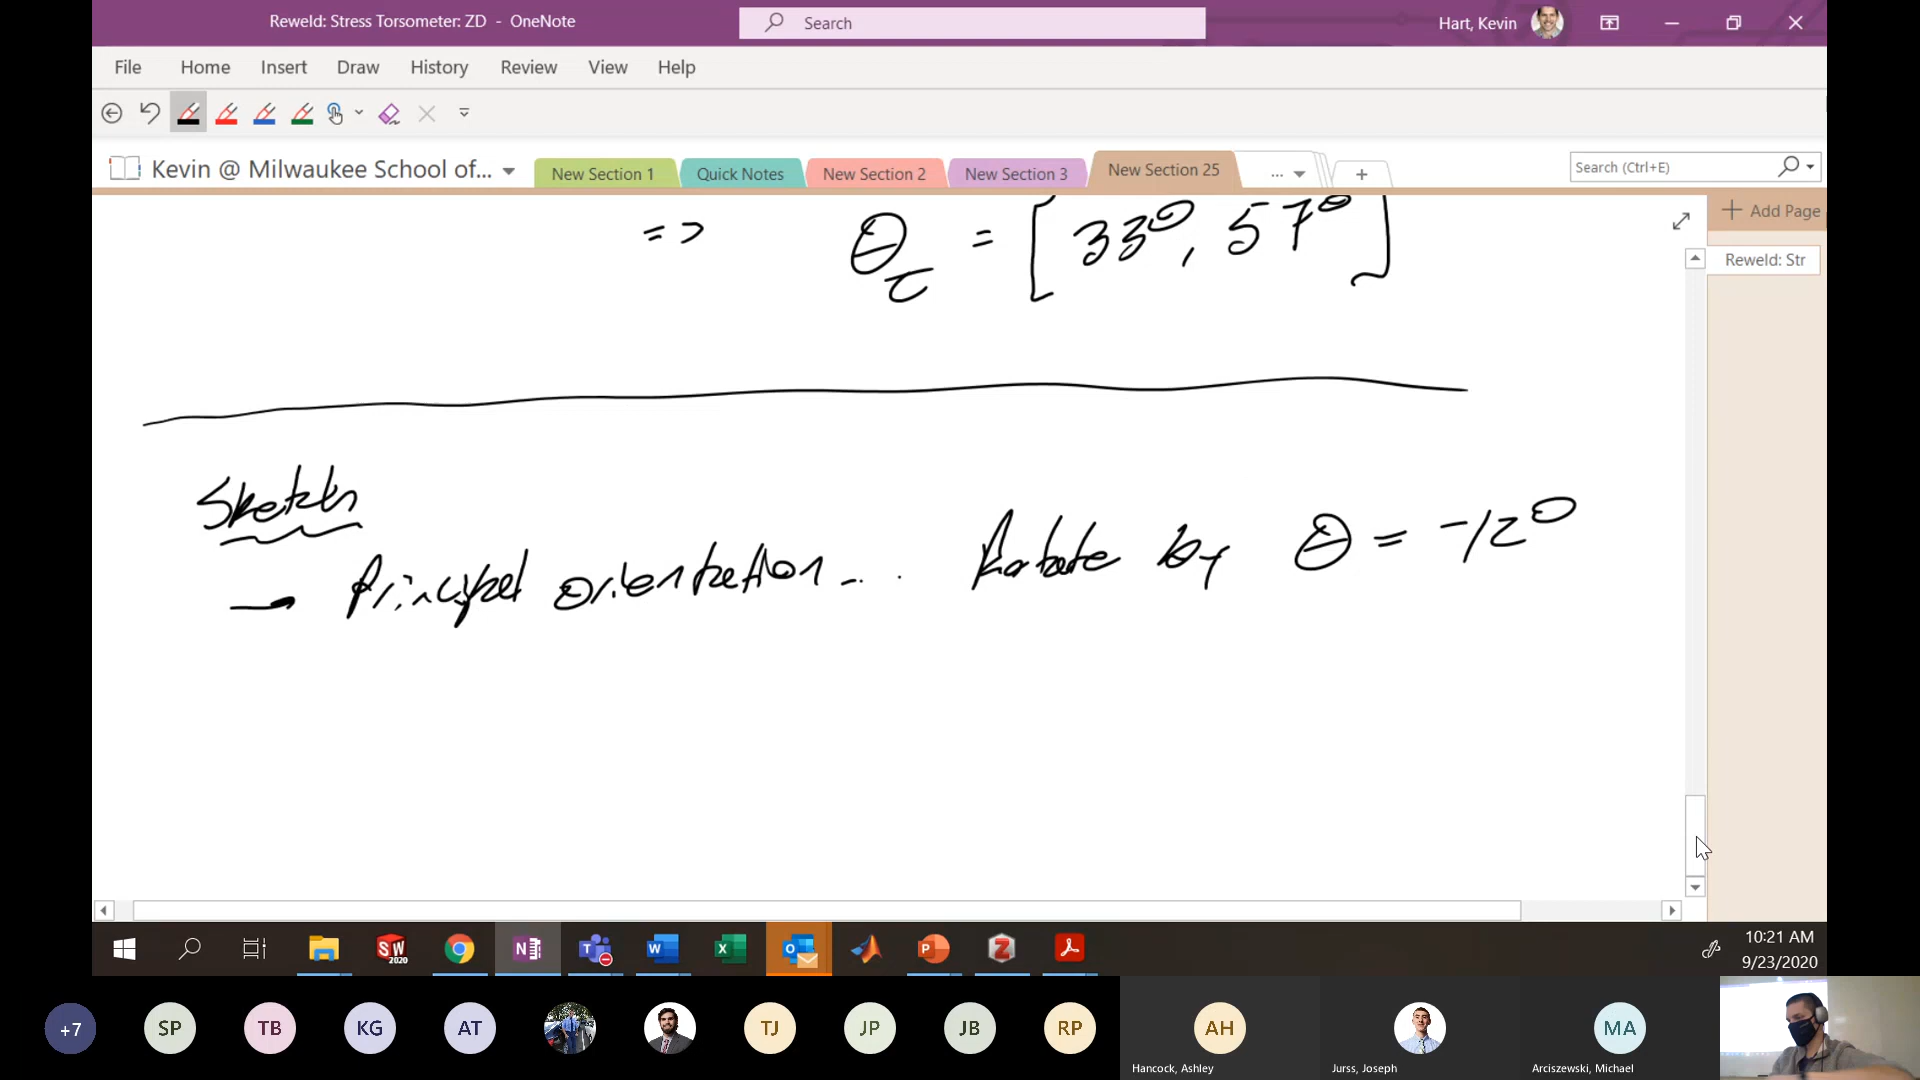 Reweld: Stress Torsometer: ZD - OneNote
Search
Hart, Kevin
File Home Insert Draw History Review View Help
Kevin @ Milwaukee School of...
New Section 1
Quick Notes
New Section 2
New Section 3
New Section 25
...
Search (Ctrl+E)
Add Page
Reweld: Str
=> θτ = [33°, 57°]
Sketch
→ Principal orientation... Rotate by θ = -12°
SW 2020
10:21 AM
9/23/2020
+7
SP
TB
KG
AT
TJ
JP
JB
RP
AH
MA
Hancock, Ashley
Jurss, Joseph
Arciszewski, Michael